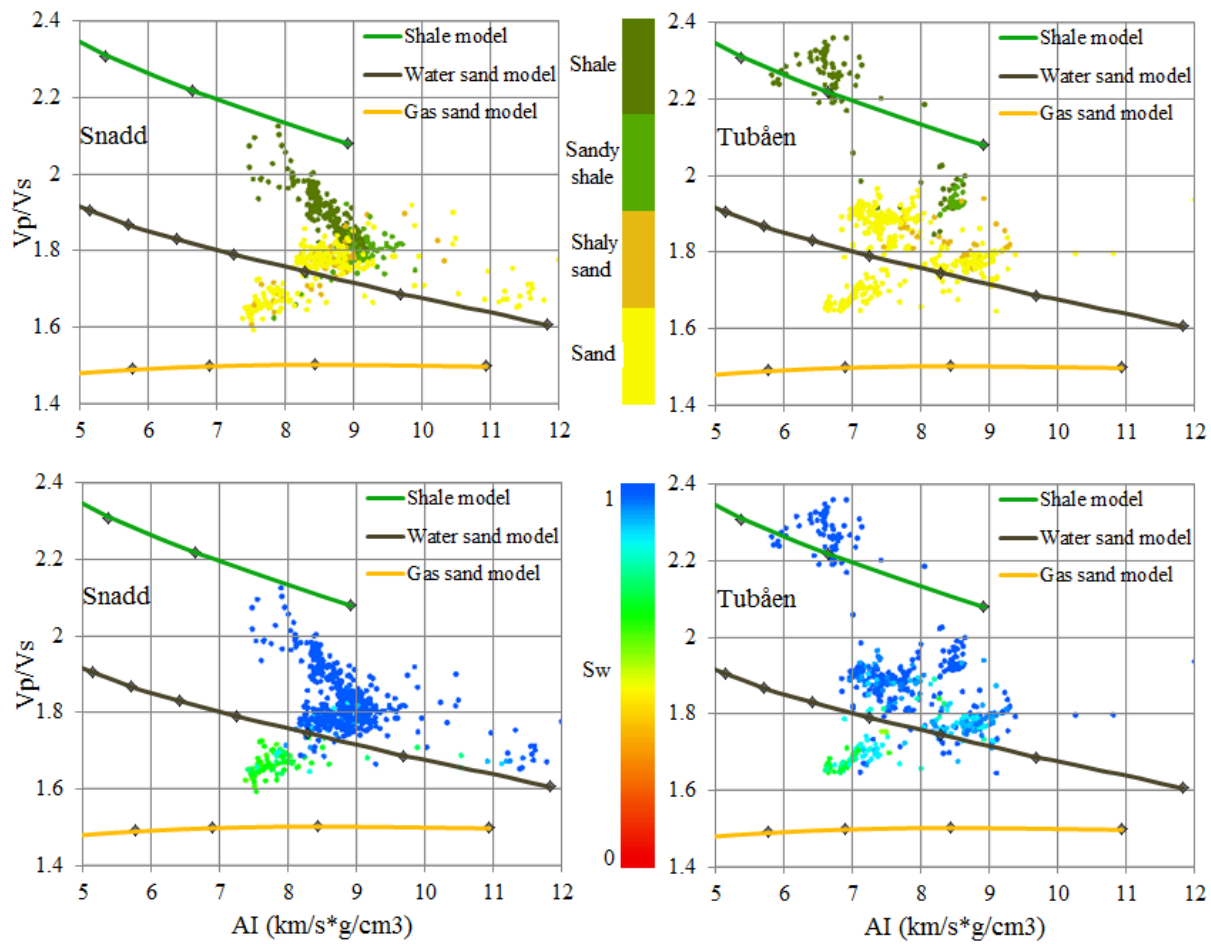 2.4
2.2
2
1.8
1.6
1.4
Vp/Vs
5 6 7 8 9 10 11 12
Snadd
Shale model
Water sand model
Gas sand model
Shale
Sandy
shale
Shaly
sand
Sand
2.4
2.2
2
1.8
1.6
1.4
5 6 7 8 9 10 11 12
Tubåen
Shale model
Water sand model
Gas sand model
2.4
2.2
2
1.8
1.6
1.4
Vp/Vs
5 6 7 8 9 10 11 12
AI (km/s*g/cm3)
Snadd
Shale model
Water sand model
Gas sand model
1
Sw
0
2.4
2.2
2
1.8
1.6
1.4
5 6 7 8 9 10 11 12
AI (km/s*g/cm3)
Tubåen
Shale model
Water sand model
Gas sand model